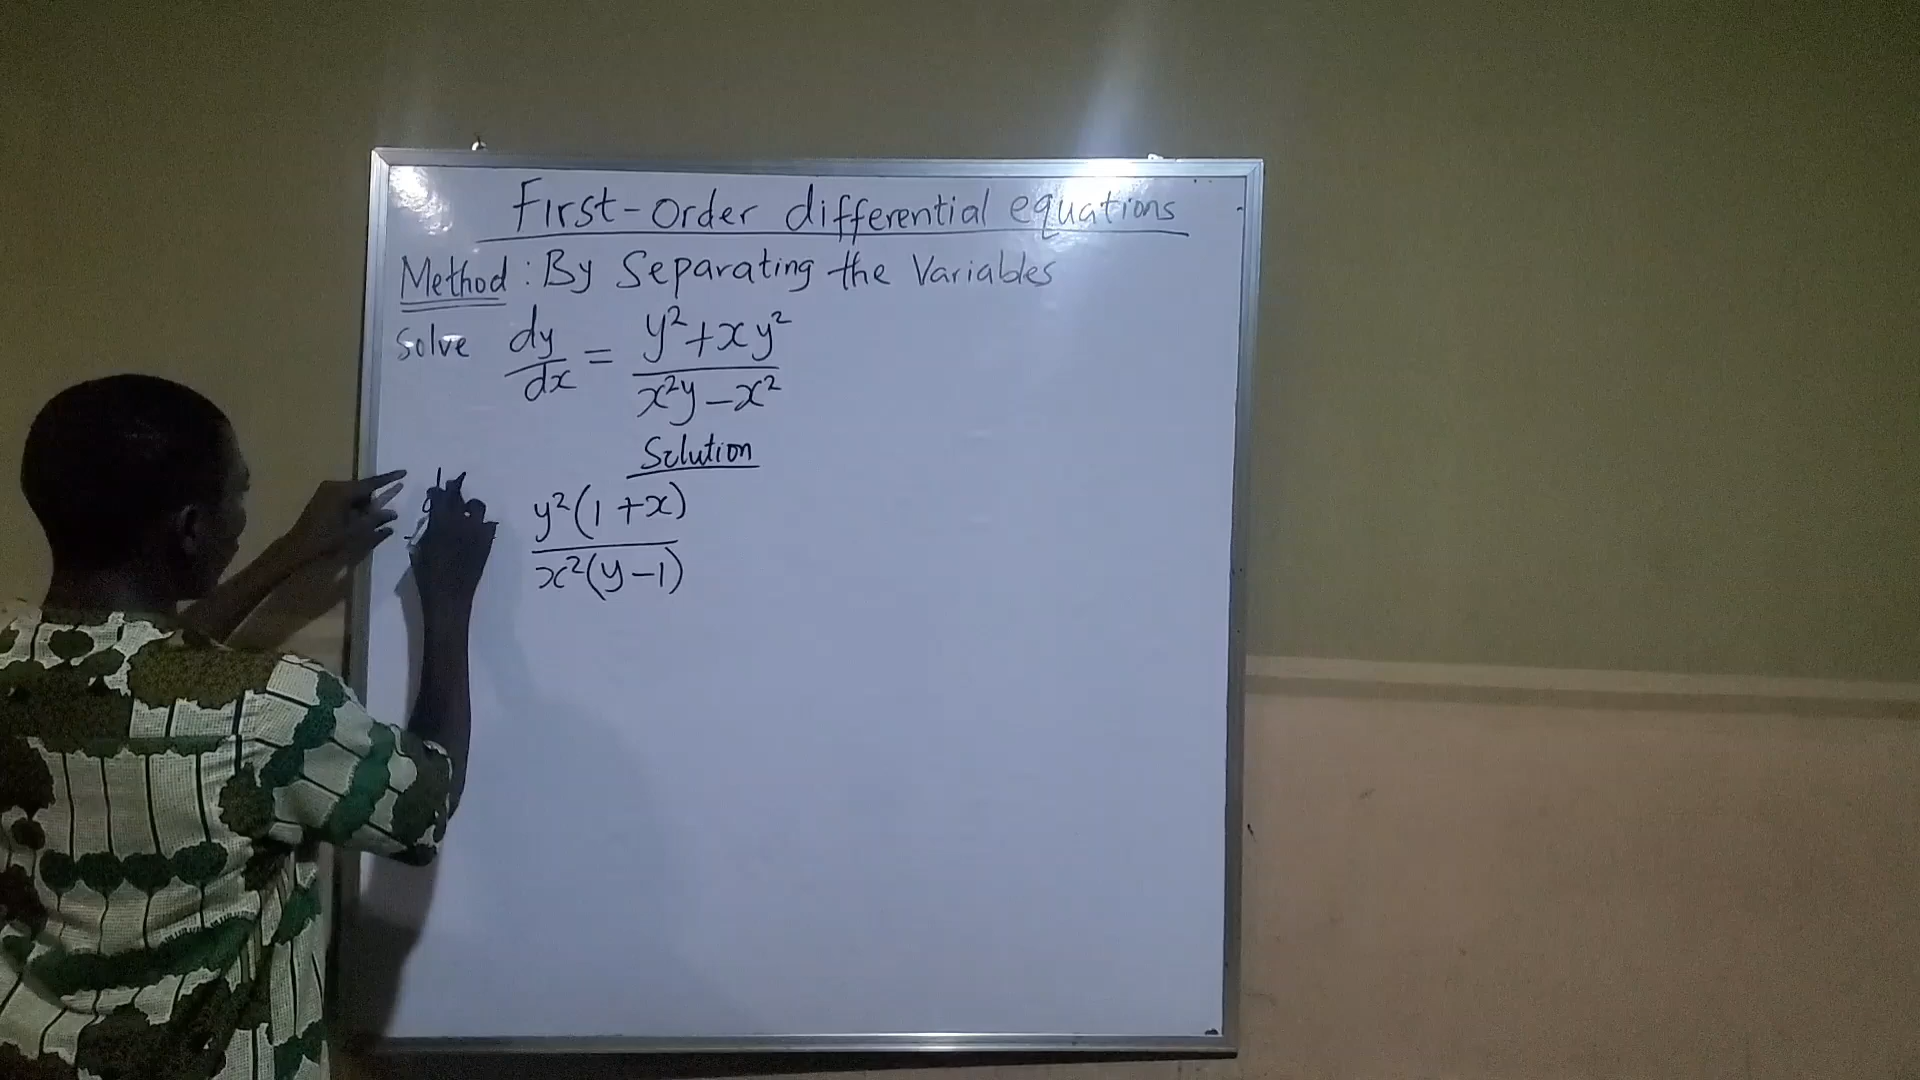 First-Order differential equations
Method: By Separating the Variables
Solve dy/dx = (y²+xy²)/(x²y-x²)
Solution
y²(1+x)/x²(y-1)